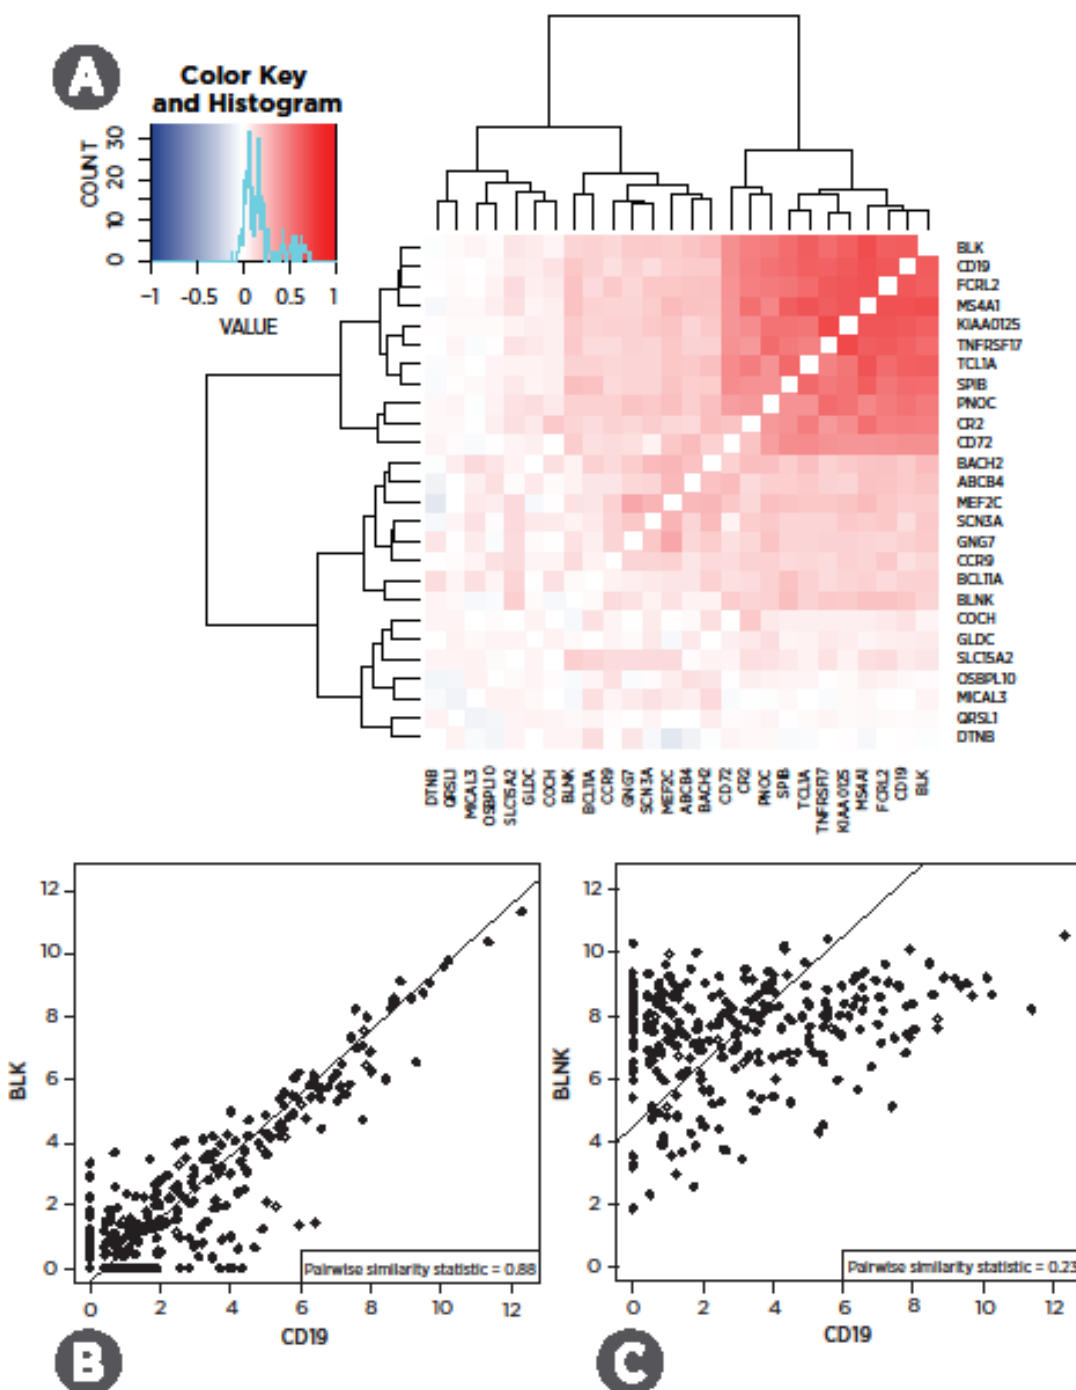 A
Color Key
and Histogram
COUNT
30
20
10
0
-1 -0.5 0 0.5 1
VALUE
BLK
CD19
FCRL2
MS4A1
KIAA0125
TNFRSF17
TCL1A
SPIB
PNOC
CR2
CD72
BACH2
ABCB4
MEF2C
SCN3A
GNG7
CCR9
BCL11A
BLNK
COCH
GLDC
SLC15A2
OSBPL10
MICAL3
QRSL1
DTNB
DTNB QRSL1 MICAL3 OSBPL10 SLC15A2 GLDC COCH BLNK BCL11A CCR9 GNG7 SCN3A MEF2C ABCB4 BACH2 CD72 CR2 PNOC SPIB TCL1A TNFRSF17 KIAA0125 MS4A1 FCRL2 CD19 BLK
BLK
12
10
8
6
4
2
0
Pairwise similarity statistic = 0.88
0 2 4 6 8 10 12
CD19
B
BLNK
12
10
8
6
4
2
0
Pairwise similarity statistic = 0.23
0 2 4 6 8 10 12
CD19
C